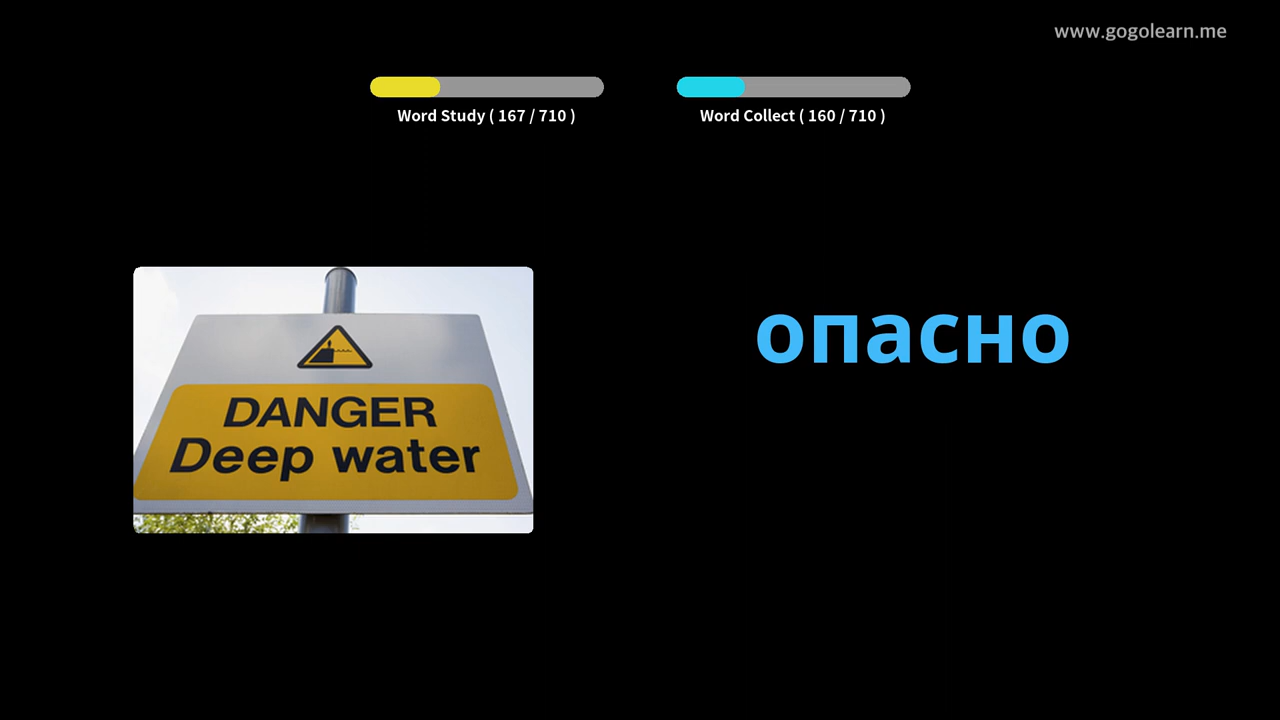 www.gogolearn.me
Word Study ( 167 / 710 )
Word Collect ( 160 / 710 )
опасно
DANGER
Deep water